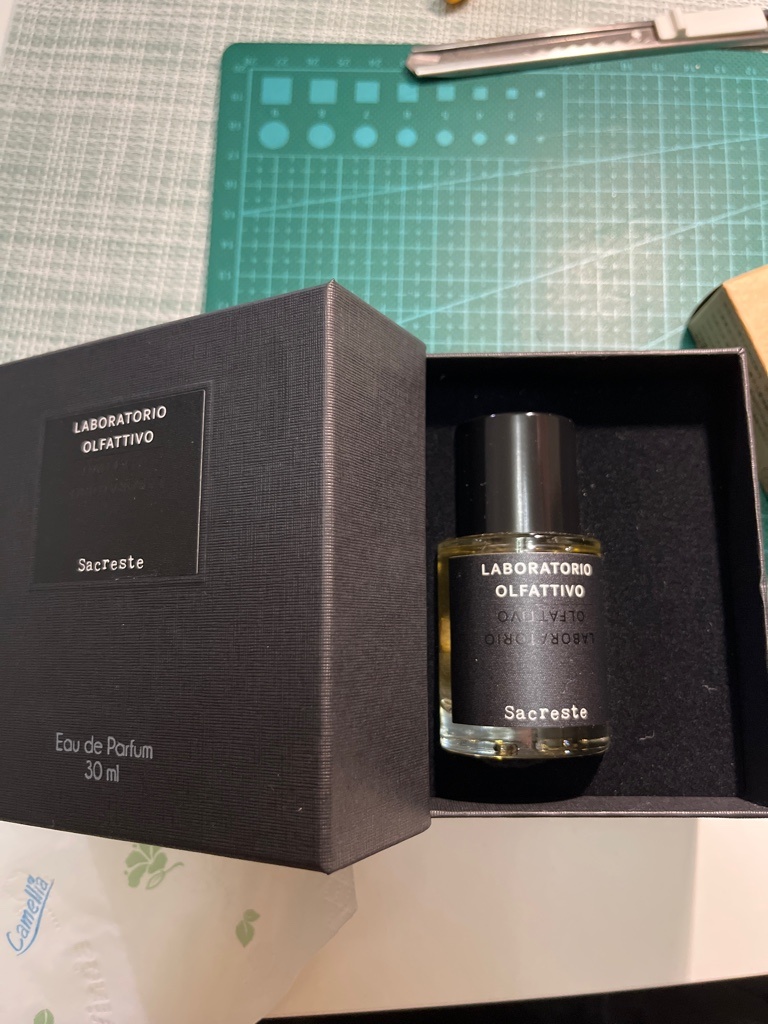 LABORATORIO
OLFATTIVO
Sacreste
Eau de Parfum
30 ml
LABORATORIO
OLFATTIVO
OLFATTIVO
LABORATORIO
Sacreste
Camellia